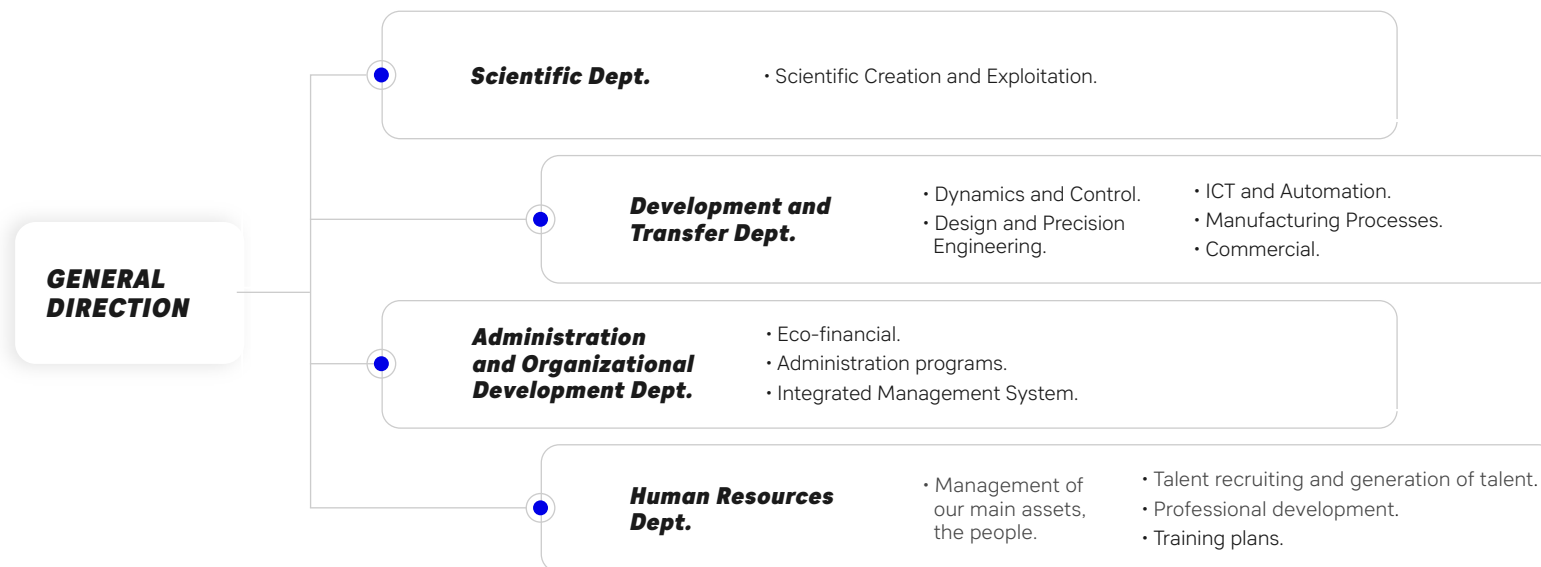 GENERAL
DIRECTION
Scientific Dept.
• Scientific Creation and Exploitation.
Development and
Transfer Dept.
• Dynamics and Control.
• Design and Precision
Engineering.
• ICT and Automation.
• Manufacturing Processes.
• Commercial.
Administration
and Organizational
Development Dept.
• Eco-financial.
• Administration programs.
• Integrated Management System.
Human Resources
Dept.
• Management of
our main assets,
the people.
• Talent recruiting and generation of talent.
• Professional development.
• Training plans.